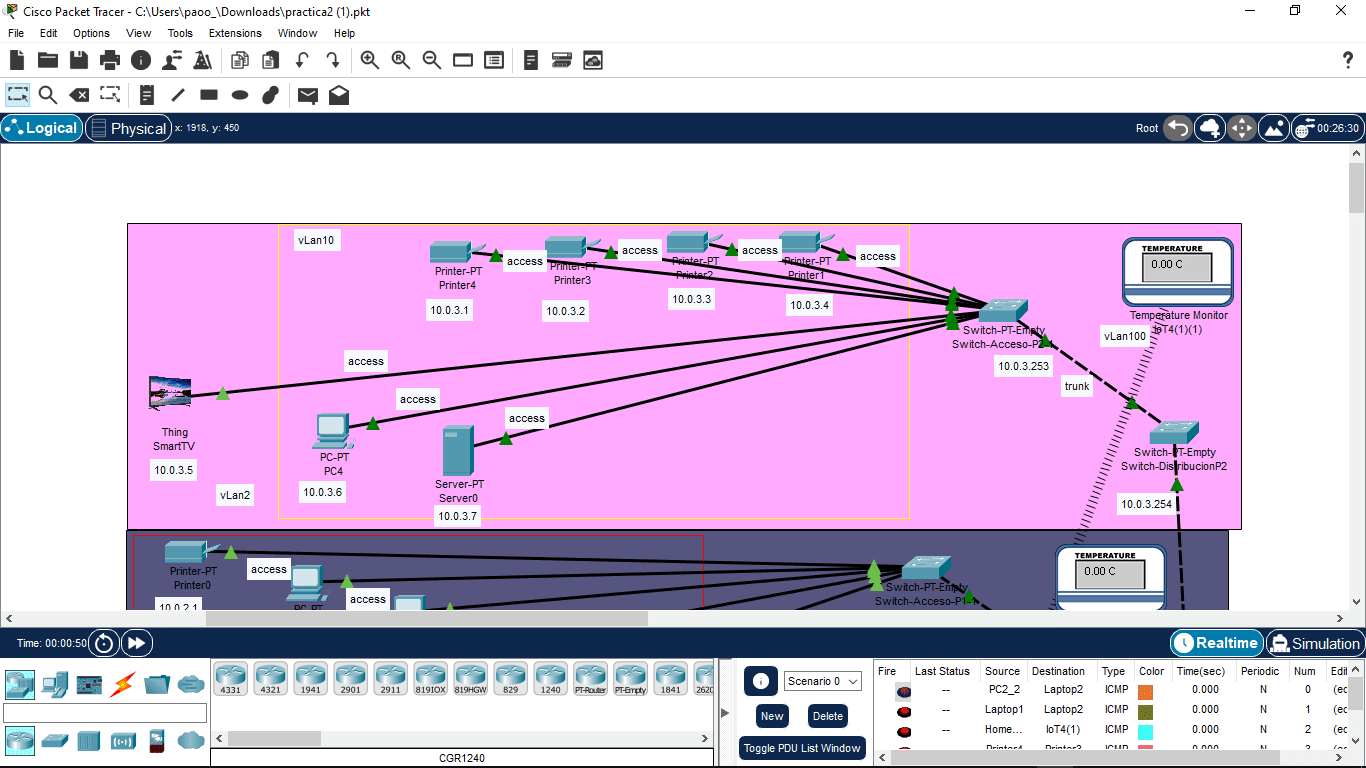 Cisco Packet Tracer - C:\Users\paoo_\Downloads\practica2 (1).pkt
File Edit Options View Tools Extensions Window Help
Logical Physical x: 1918, y: 450 Root 00:26:30
vLan10
access access access access
Printer-PT
Printer4
10.0.3.1
Printer-PT
Printer3
10.0.3.2
Printer-PT
Printer2
10.0.3.3
Printer-PT
Printer1
10.0.3.4
TEMPERATURE
0.00 C
Temperature Monitor
IoT4(1)(1)
vLan100
Switch-PT-Empty
Switch-Acceso-P2-1
10.0.3.253
trunk
access
access
access
Thing
SmartTV
10.0.3.5
vLan2
PC-PT
PC4
10.0.3.6
Server-PT
Server0
10.0.3.7
Switch-PT-Empty
Switch-DistribucionP2
10.0.3.254
Printer-PT
Printer0
10.0.2.1
access
PC-PT
access
Switch-PT-Empty
Switch-Acceso-P1-1
TEMPERATURE
0.00 C
Time: 00:00:50 Realtime Simulation
4331 4321 1941 2901 2911 819IOX 819HGW 829 1240 PT-Router PT-Empty 1841 2620
CGR1240
Scenario 0
New Delete
Toggle PDU List Window
Fire Last Status Source Destination Type Color Time(sec) Periodic Num Edit
-- PC2_2 Laptop2 ICMP 0.000 N 0 (ec
-- Laptop1 Laptop2 ICMP 0.000 N 1 (ec
-- Home... IoT4(1) ICMP 0.000 N 2 (ec
-- Printer4 Printer3 ICMP 0.000 N 3 (ec